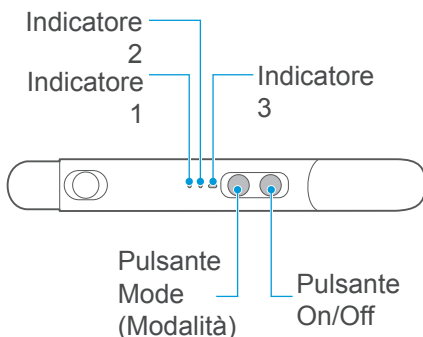 Indicatore
2
Indicatore
1
Indicatore
3
Pulsante
Mode
(Modalità)
Pulsante
On/Off